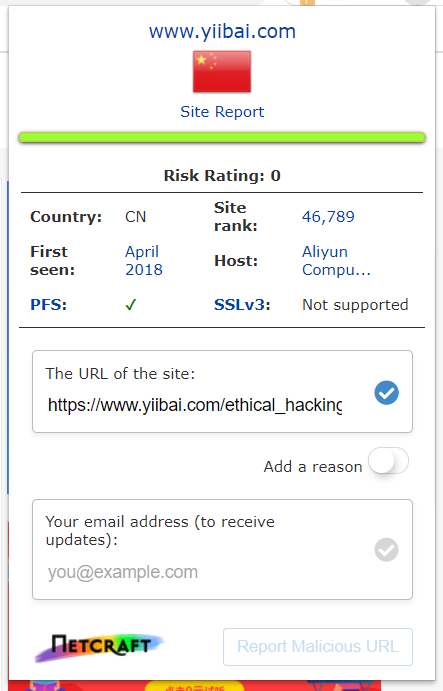 www.yiibai.com
Site Report
Risk Rating: 0
Country: CN Site rank: 46,789
First seen: April 2018 Host: Aliyun Compu...
PFS: ✓ SSLv3: Not supported
The URL of the site:
https://www.yiibai.com/ethical_hacking
Add a reason
Your email address (to receive
updates):
you@example.com
NETCRAFT
Report Malicious URL